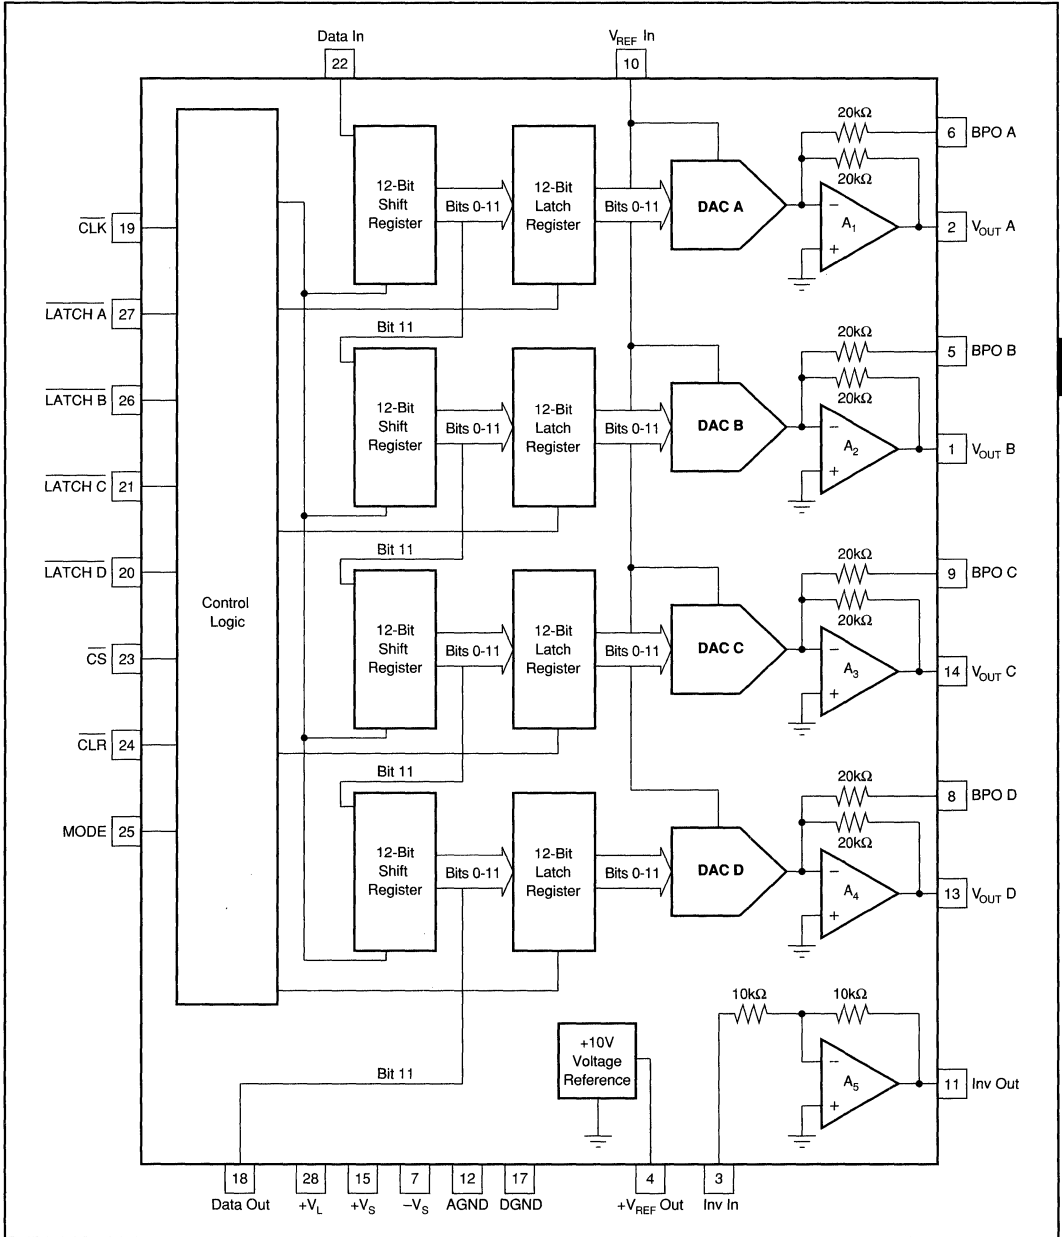 Data In
22
V_REF In
10
20kΩ
6 BPO A
20kΩ
12-Bit Shift Register
Bits 0-11
12-Bit Latch Register
Bits 0-11
DAC A
−
A1
+
2 V_OUT A
C̅L̅K̅ 19
L̅A̅T̅C̅H̅ ̅A̅ 27
Bit 11
20kΩ
5 BPO B
20kΩ
L̅A̅T̅C̅H̅ ̅B̅ 26
12-Bit Shift Register
Bits 0-11
12-Bit Latch Register
Bits 0-11
DAC B
−
A2
+
1 V_OUT B
L̅A̅T̅C̅H̅ ̅C̅ 21
Bit 11
20kΩ
9 BPO C
20kΩ
L̅A̅T̅C̅H̅ ̅D̅ 20
Control Logic
12-Bit Shift Register
Bits 0-11
12-Bit Latch Register
Bits 0-11
DAC C
−
A3
+
14 V_OUT C
C̅S̅ 23
C̅L̅R̅ 24
Bit 11
20kΩ
8 BPO D
20kΩ
MODE 25
12-Bit Shift Register
Bits 0-11
12-Bit Latch Register
Bits 0-11
DAC D
−
A4
+
13 V_OUT D
10kΩ
10kΩ
+10V Voltage Reference
−
A5
+
11 Inv Out
Bit 11
18
28
15
7
12
17
4
3
Data Out
+V_L
+V_S
−V_S
AGND
DGND
+V_REF Out
Inv In